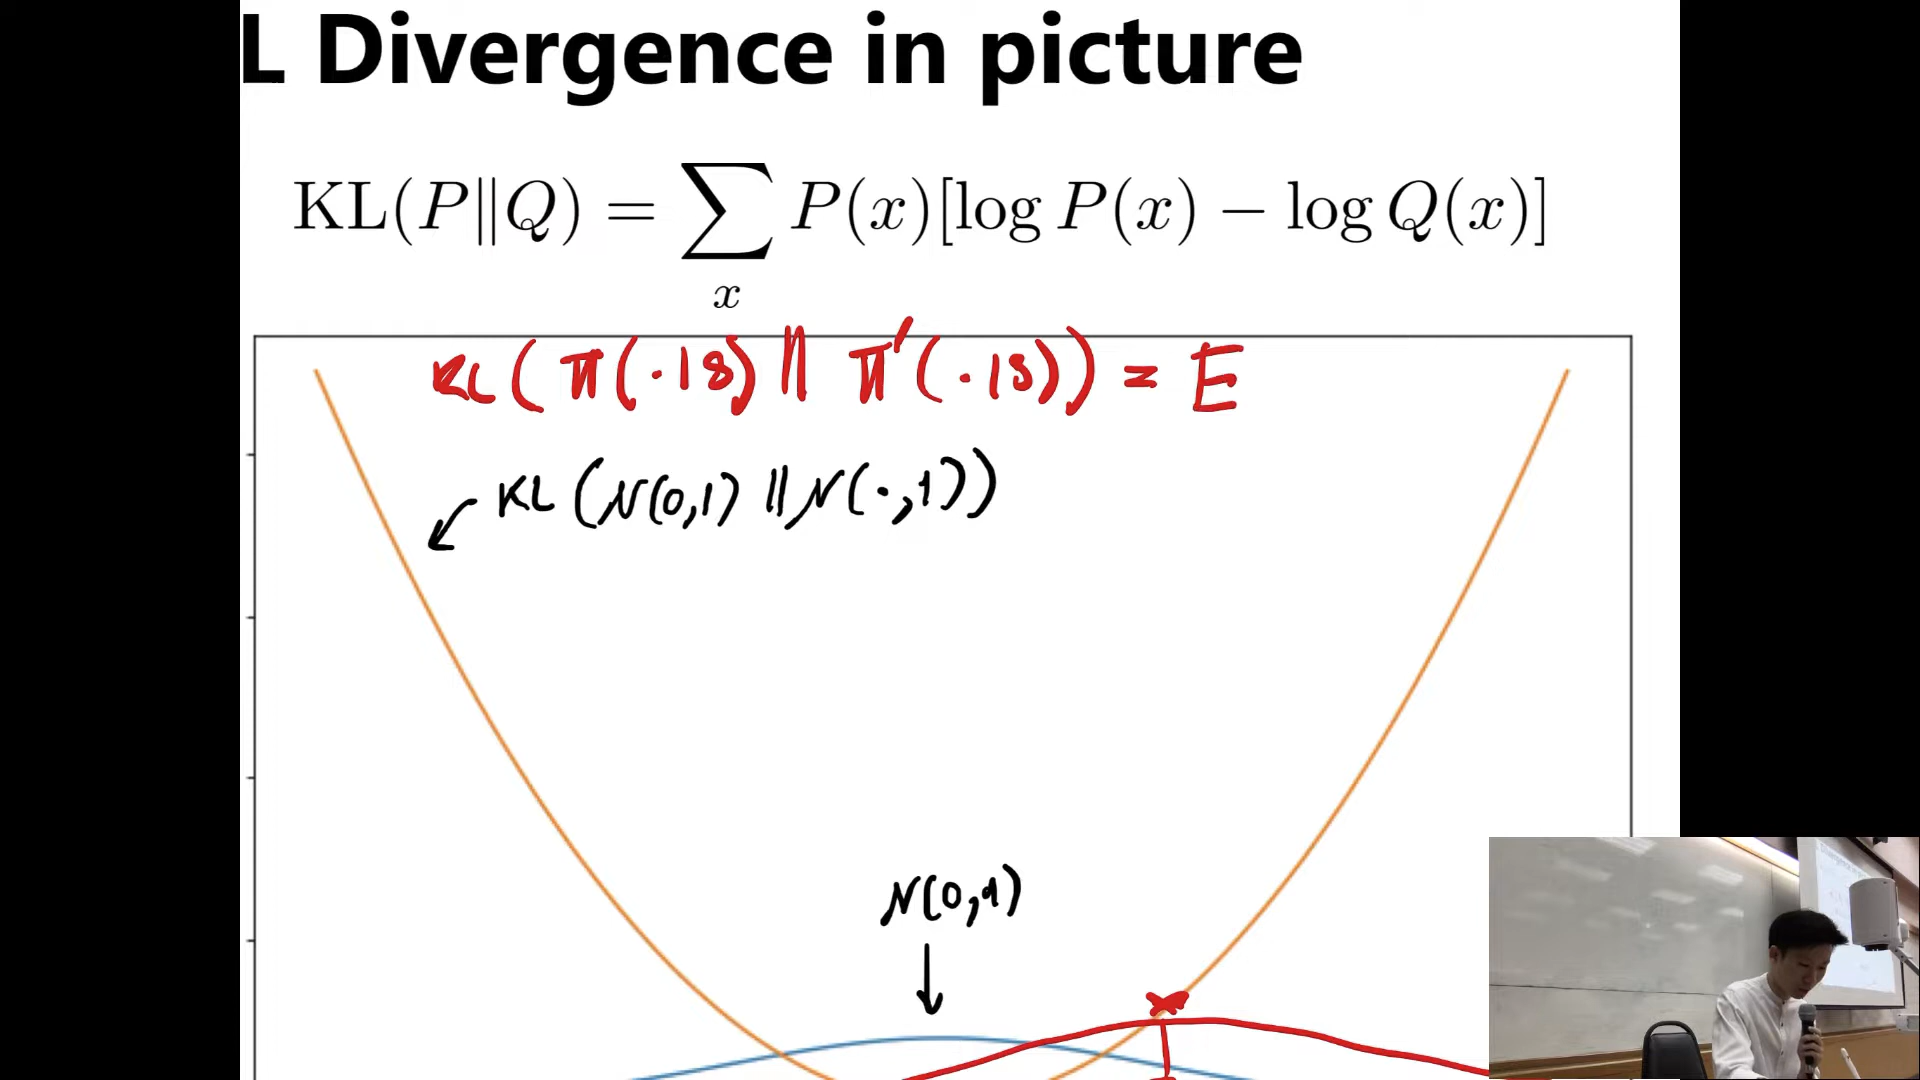 L Divergence in picture
KL(P‖Q) = ∑ₓ P(x)[log P(x) − log Q(x)]
KL(π(·|s) ‖ π′(·|s)) = E
KL(N(0,1) ‖ N(·,1))
N(0,1)